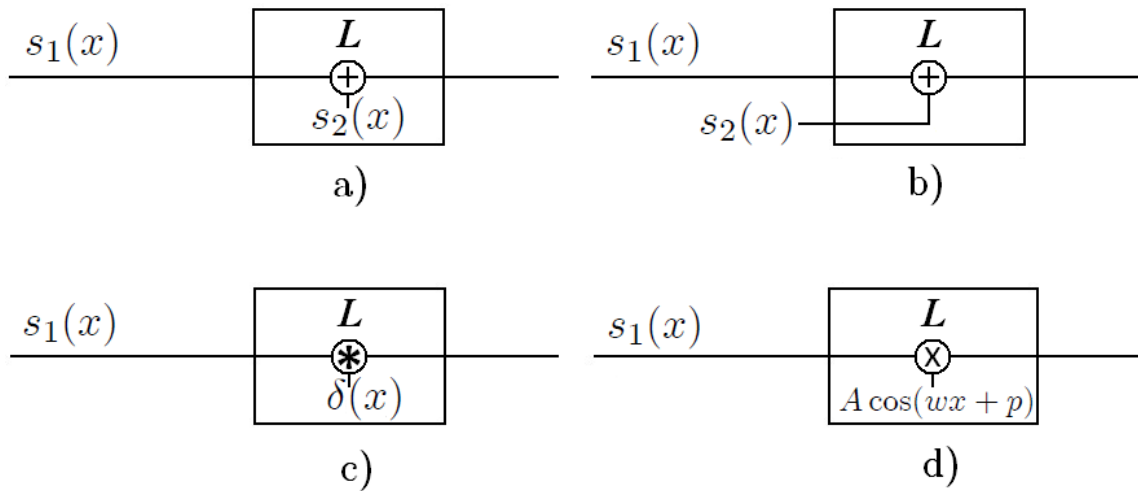 L
s₁(x)
+
s₂(x)
a)
L
s₁(x)
+
s₂(x)
b)
L
s₁(x)
*
δ(x)
c)
L
s₁(x)
x
A cos(wx + p)
d)